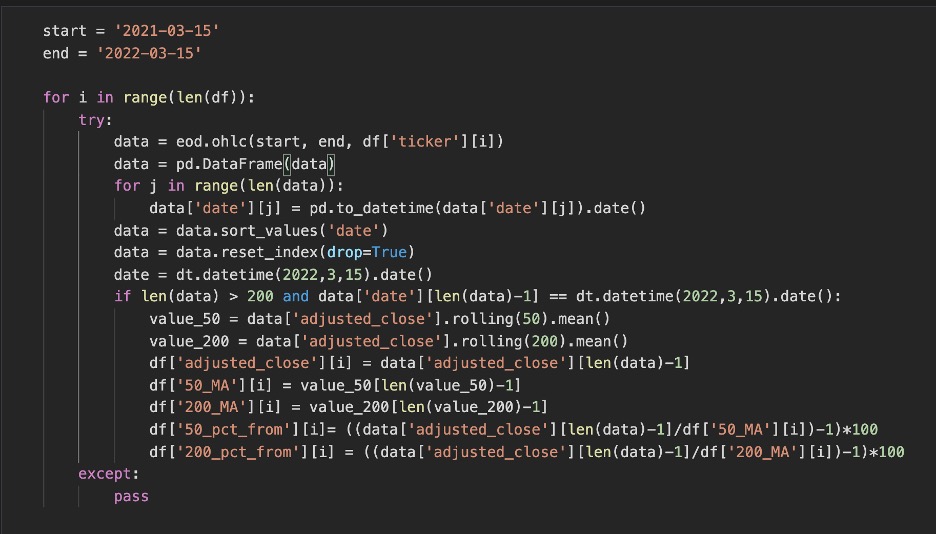 start = '2021-03-15'
end = '2022-03-15'
for i in range(len(df)):
try:
data = eod.ohlc(start, end, df['ticker'][i])
data = pd.DataFrame(data)
for j in range(len(data)):
data['date'][j] = pd.to_datetime(data['date'][j]).date()
data = data.sort_values('date')
data = data.reset_index(drop=True)
date = dt.datetime(2022,3,15).date()
if len(data) > 200 and data['date'][len(data)-1] == dt.datetime(2022,3,15).date():
value_50 = data['adjusted_close'].rolling(50).mean()
value_200 = data['adjusted_close'].rolling(200).mean()
df['adjusted_close'][i] = data['adjusted_close'][len(data)-1]
df['50_MA'][i] = value_50[len(value_50)-1]
df['200_MA'][i] = value_200[len(value_200)-1]
df['50_pct_from'][i]= ((data['adjusted_close'][len(data)-1]/df['50_MA'][i])-1)*100
df['200_pct_from'][i] = ((data['adjusted_close'][len(data)-1]/df['200_MA'][i])-1)*100
except:
pass